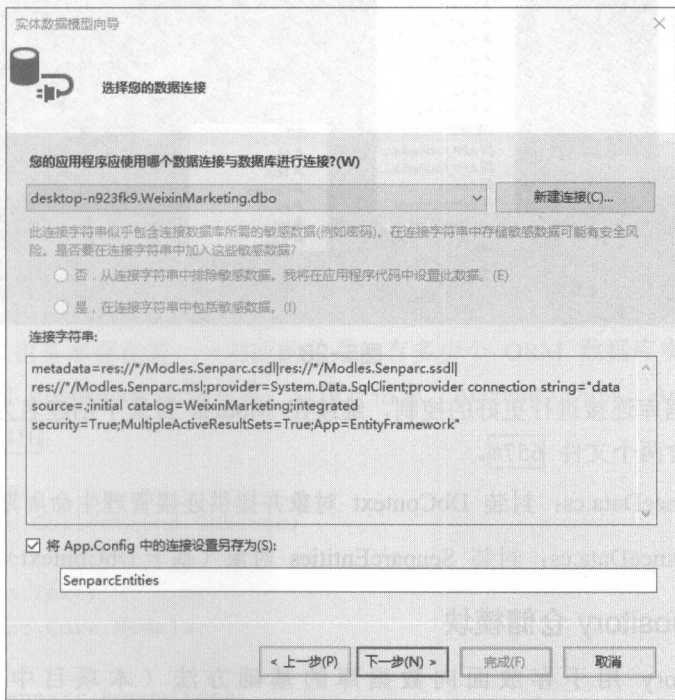 实体数据模型向导
选择您的数据连接
您的应用程序应使用哪个数据连接与数据库进行连接?(W)
desktop-n923fk9.WeixinMarketing.dbo
新建连接(C)...
此连接字符串似乎包含连接数据库所需的敏感数据(例如密码)。在连接字符串中存储敏感数据可能有安全风
险。是否要在连接字符串中加入这些敏感数据?
否，从连接字符串中排除敏感数据。我将在应用程序代码中设置此数据。(E)
是，在连接字符串中包括敏感数据。(I)
连接字符串:
metadata=res://*/Modles.Senparc.csdl|res://*/Modles.Senparc.ssdl|
res://*/Modles.Senparc.msl;provider=System.Data.SqlClient;provider connection string="data
source=.;initial catalog=WeixinMarketing;integrated
security=True;MultipleActiveResultSets=True;App=EntityFramework"
将 App.Config 中的连接设置另存为(S):
SenparcEntities
< 上一步(P)
下一步(N) >
完成(F)
取消